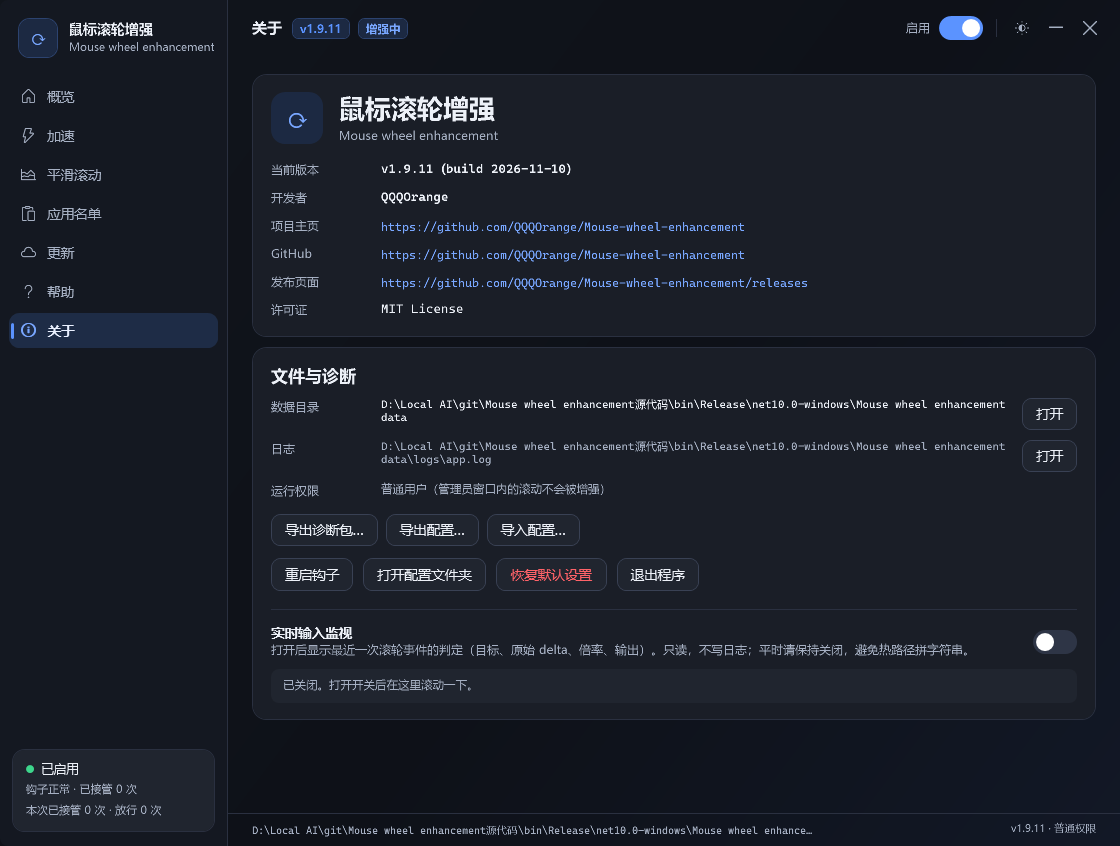 鼠标滚轮增强
Mouse wheel enhancement
概览
加速
平滑滚动
应用名单
更新
帮助
关于
已启用
钩子正常 · 已接管 0 次
本次已接管 0 次 · 放行 0 次
关于 v1.9.11 增强中
启用
鼠标滚轮增强
Mouse wheel enhancement
当前版本 v1.9.11 (build 2026-11-10)
开发者 QQQOrange
项目主页 https://github.com/QQQOrange/Mouse-wheel-enhancement
GitHub https://github.com/QQQOrange/Mouse-wheel-enhancement
发布页面 https://github.com/QQQOrange/Mouse-wheel-enhancement/releases
许可证 MIT License
文件与诊断
数据目录 D:\Local AI\git\Mouse wheel enhancement源代码\bin\Release\net10.0-windows\Mouse wheel enhancement
data
打开
日志 D:\Local AI\git\Mouse wheel enhancement源代码\bin\Release\net10.0-windows\Mouse wheel enhancement
data\logs\app.log
打开
运行权限 普通用户（管理员窗口内的滚动不会被增强）
导出诊断包... 导出配置... 导入配置...
重启钩子 打开配置文件夹 恢复默认设置 退出程序
实时输入监视
打开后显示最近一次滚轮事件的判定（目标、原始 delta、倍率、输出）。只读，不写日志；平时请保持关闭，避免热路径拼字符串。
已关闭。打开开关后在这里滚动一下。
D:\Local AI\git\Mouse wheel enhancement源代码\bin\Release\net10.0-windows\Mouse wheel enhance…
v1.9.11 · 普通权限